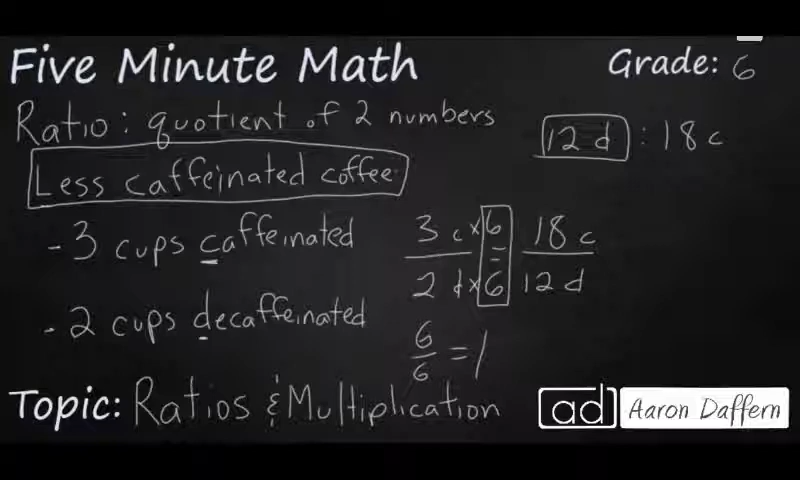 Five Minute Math
Grade: 6
Ratio: quotient of 2 numbers
12 d : 18 c
Less caffeinated coffee
- 3 cups caffeinated
3 c × 6 = 18 c
2 d × 6 12 d
- 2 cups decaffeinated
6/6 = 1
Topic: Ratios & Multiplication
ad Aaron Daffern